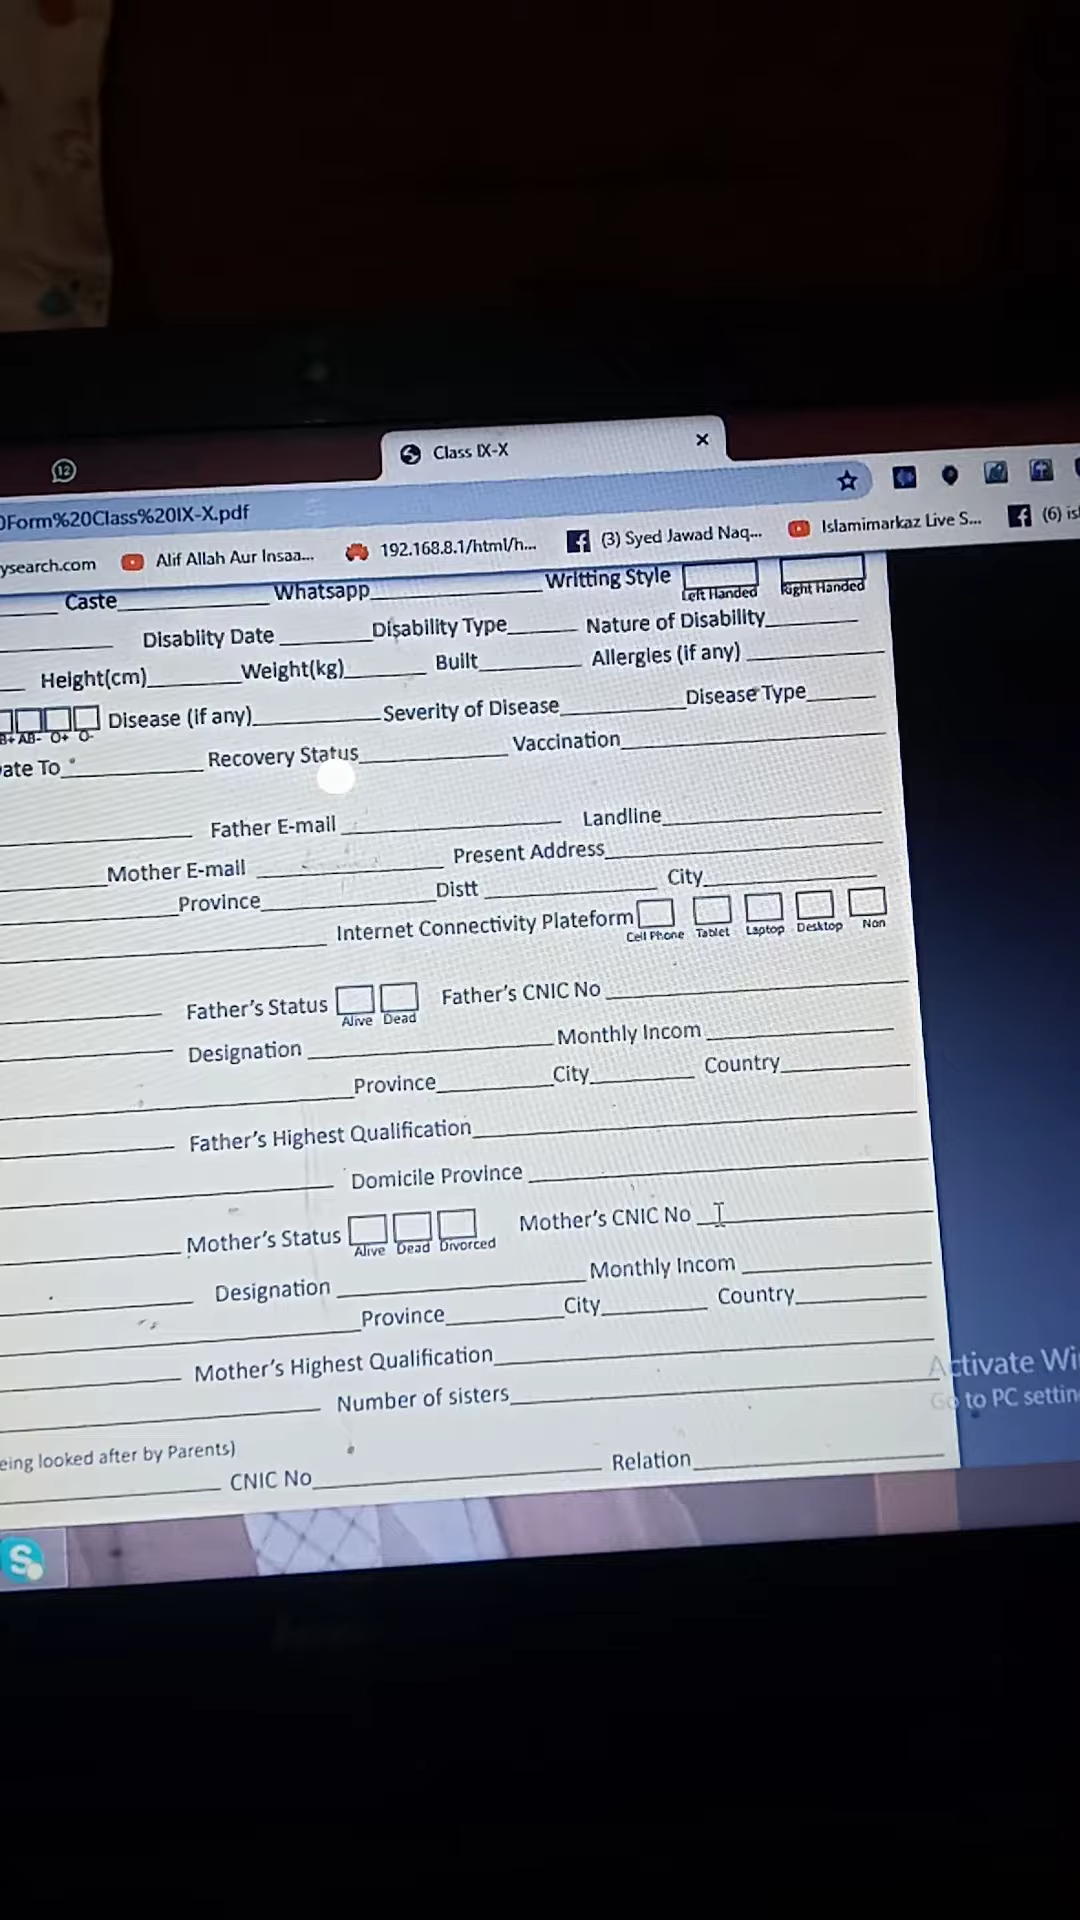 12
Class IX-X
Form%20Class%20IX-X.pdf
ysearch.com Alif Allah Aur Insaa... 192.168.8.1/html/h... (3) Syed Jawad Naq... Islamimarkaz Live S... (6) isl
Caste Whatsapp Writting Style Left Handed Right Handed
Disablity Date Disability Type Nature of Disability
Height(cm) Weight(kg) Built Allergies (if any)
B+ AB- O+ O- Disease (if any) Severity of Disease Disease Type
ate To Recovery Status Vaccination
Father E-mail Landline
Mother E-mail Present Address
Province Distt City
Internet Connectivity Plateform Cell Phone Tablet Laptop Desktop Non
Father's Status Alive Dead Father's CNIC No
Designation Monthly Incom
Province City Country
Father's Highest Qualification
Domicile Province
Mother's Status Alive Dead Divorced Mother's CNIC No
Designation Monthly Incom
Province City Country
Mother's Highest Qualification
Activate Wi
Number of sisters
Go to PC settin
eing looked after by Parents)
CNIC No Relation
S